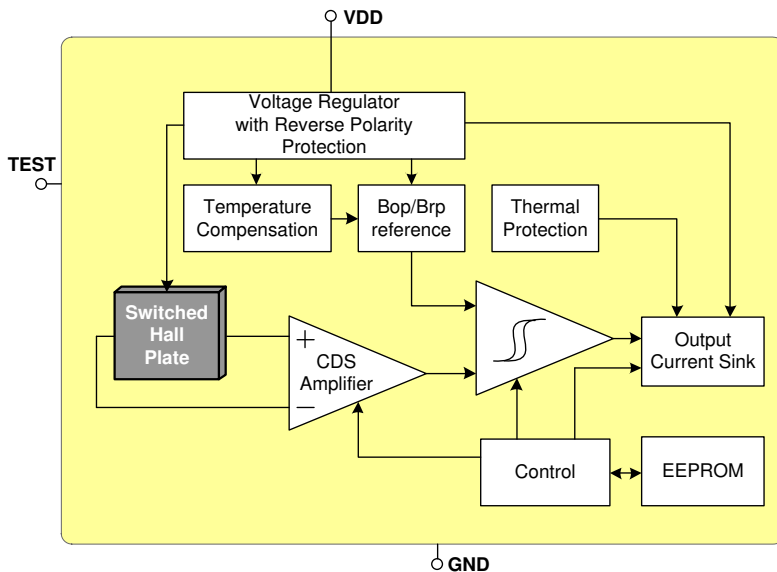 VDD
Voltage Regulator
with Reverse Polarity
Protection
TEST
Temperature
Compensation
Bop/Brp
reference
Thermal
Protection
Switched
Hall
Plate
+
CDS
Amplifier
−
Output
Current Sink
Control
EEPROM
GND